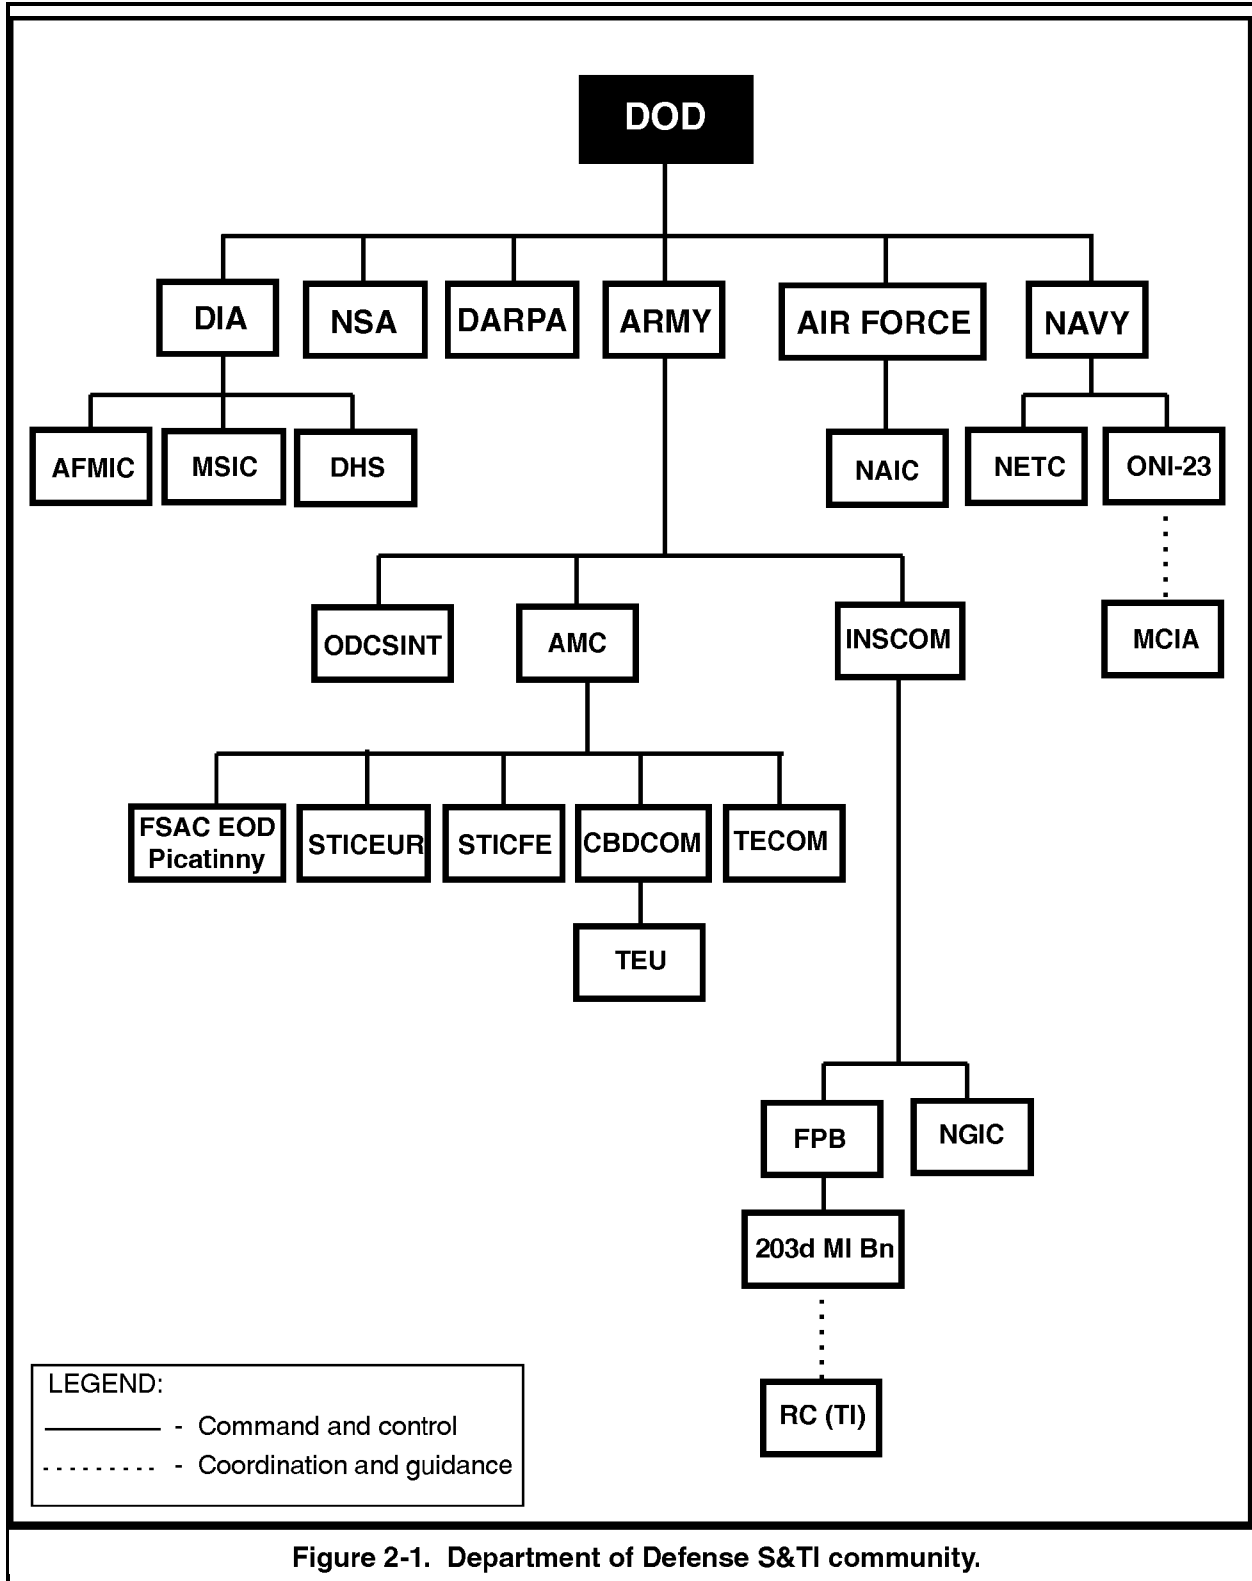 DOD
DIA
NSA
DARPA
ARMY
AIR FORCE
NAVY
AFMIC
MSIC
DHS
NAIC
NETC
ONI-23
ODCSINT
AMC
INSCOM
MCIA
FSAC EOD
Picatinny
STICEUR
STICFE
CBDCOM
TECOM
TEU
FPB
NGIC
203d MI Bn
RC (TI)
LEGEND:
- Command and control
- Coordination and guidance
Figure 2-1. Department of Defense S&TI community.